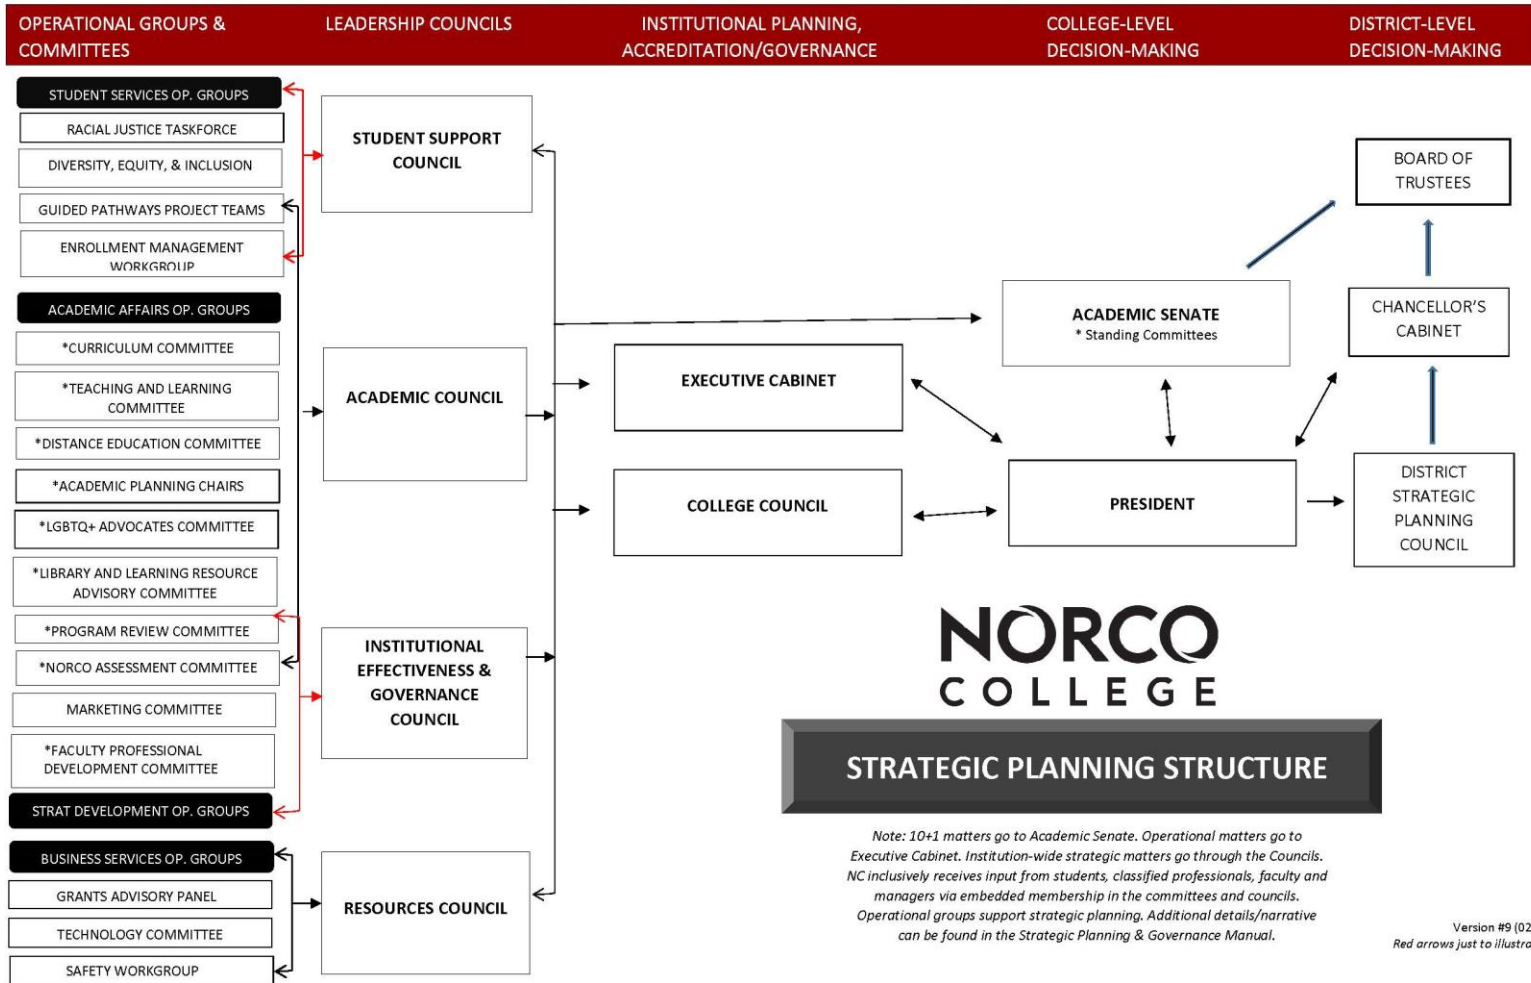 OPERATIONAL GROUPS &
COMMITTEES
LEADERSHIP COUNCILS
INSTITUTIONAL PLANNING,
ACCREDITATION/GOVERNANCE
COLLEGE-LEVEL
DECISION-MAKING
DISTRICT-LEVEL
DECISION-MAKING
STUDENT SERVICES OP. GROUPS
RACIAL JUSTICE TASKFORCE
DIVERSITY, EQUITY, & INCLUSION
GUIDED PATHWAYS PROJECT TEAMS
ENROLLMENT MANAGEMENT
WORKGROUP
ACADEMIC AFFAIRS OP. GROUPS
*CURRICULUM COMMITTEE
*TEACHING AND LEARNING
COMMITTEE
*DISTANCE EDUCATION COMMITTEE
*ACADEMIC PLANNING CHAIRS
*LGBTQ+ ADVOCATES COMMITTEE
*LIBRARY AND LEARNING RESOURCE
ADVISORY COMMITTEE
*PROGRAM REVIEW COMMITTEE
*NORCO ASSESSMENT COMMITTEE
MARKETING COMMITTEE
*FACULTY PROFESSIONAL
DEVELOPMENT COMMITTEE
STRAT DEVELOPMENT OP. GROUPS
BUSINESS SERVICES OP. GROUPS
GRANTS ADVISORY PANEL
TECHNOLOGY COMMITTEE
SAFETY WORKGROUP
STUDENT SUPPORT
COUNCIL
ACADEMIC COUNCIL
INSTITUTIONAL
EFFECTIVENESS &
GOVERNANCE
COUNCIL
RESOURCES COUNCIL
EXECUTIVE CABINET
COLLEGE COUNCIL
ACADEMIC SENATE
* Standing Committees
PRESIDENT
BOARD OF
TRUSTEES
CHANCELLOR'S
CABINET
DISTRICT
STRATEGIC
PLANNING
COUNCIL
NORCO
COLLEGE
STRATEGIC PLANNING STRUCTURE
Note: 10+1 matters go to Academic Senate. Operational matters go to
Executive Cabinet. Institution-wide strategic matters go through the Councils.
NC inclusively receives input from students, classified professionals, faculty and
managers via embedded membership in the committees and councils.
Operational groups support strategic planning. Additional details/narrative
can be found in the Strategic Planning & Governance Manual.
Version #9 (02
Red arrows just to